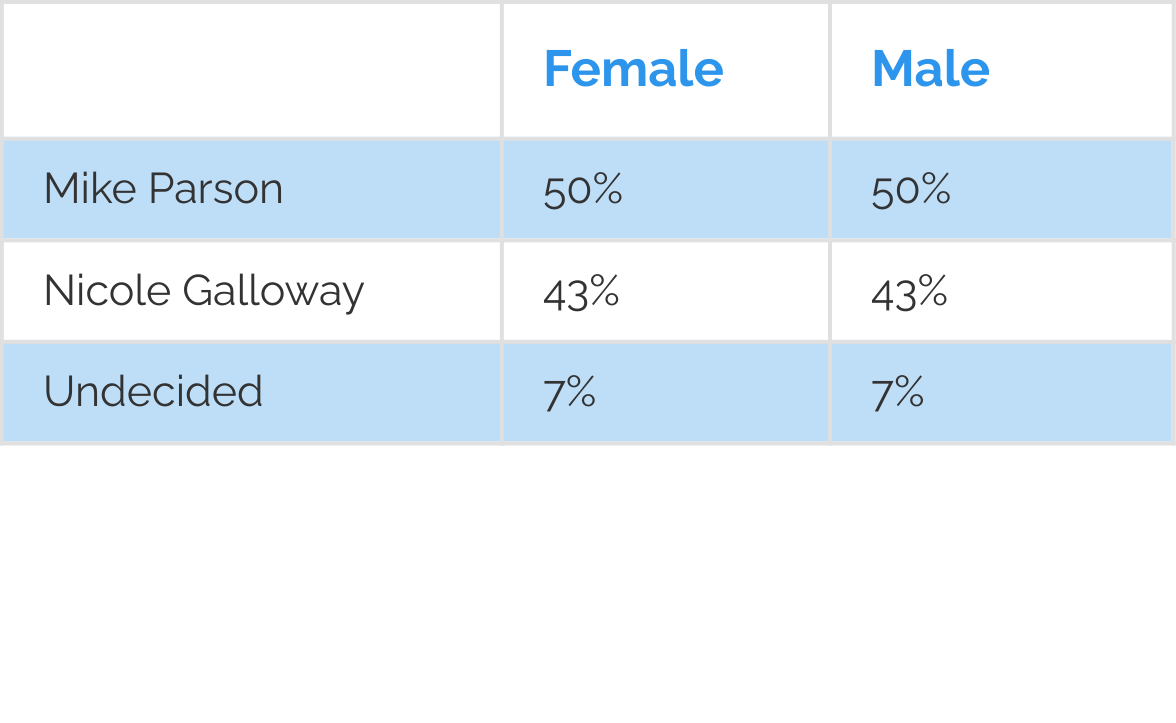 Female Male
Mike Parson 50% 50%
Nicole Galloway 43% 43%
Undecided 7% 7%